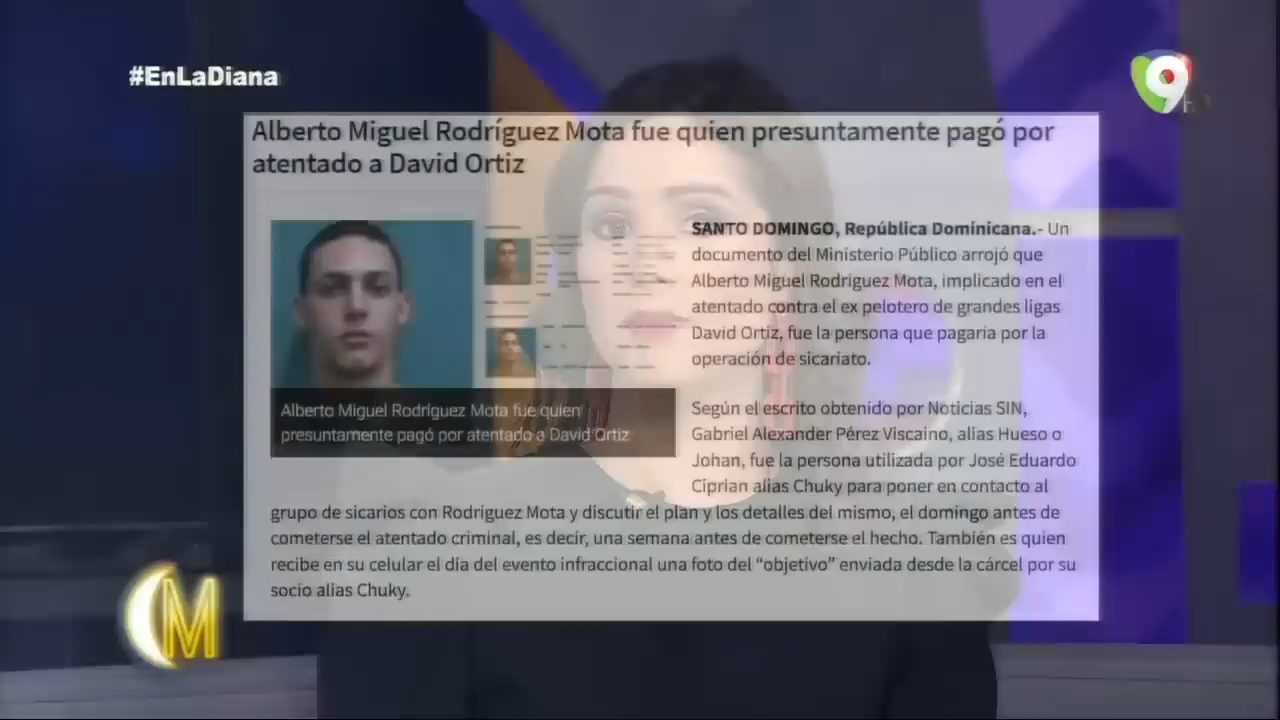 #EnLaDiana
9
Alberto Miguel Rodríguez Mota fue quien presuntamente pagó por
atentado a David Ortiz
Alberto Miguel Rodríguez Mota fue quien
presuntamente pagó por atentado a David Ortiz
SANTO DOMINGO, República Dominicana.- Un
documento del Ministerio Público arrojó que
Alberto Miguel Rodriguez Mota, implicado en el
atentado contra el ex pelotero de grandes ligas
David Ortiz, fue la persona que pagaría por la
operación de sicariato.
Según el escrito obtenido por Noticias SIN,
Gabriel Alexander Pérez Viscaino, alias Hueso o
Johan, fue la persona utilizada por José Eduardo
Ciprian alias Chuky para poner en contacto al
grupo de sicarios con Rodriguez Mota y discutir el plan y los detalles del mismo, el domingo antes de
cometerse el atentado criminal, es decir, una semana antes de cometerse el hecho. También es quien
recibe en su celular el día del evento infraccional una foto del “objetivo” enviada desde la cárcel por su
socio alias Chuky.
M